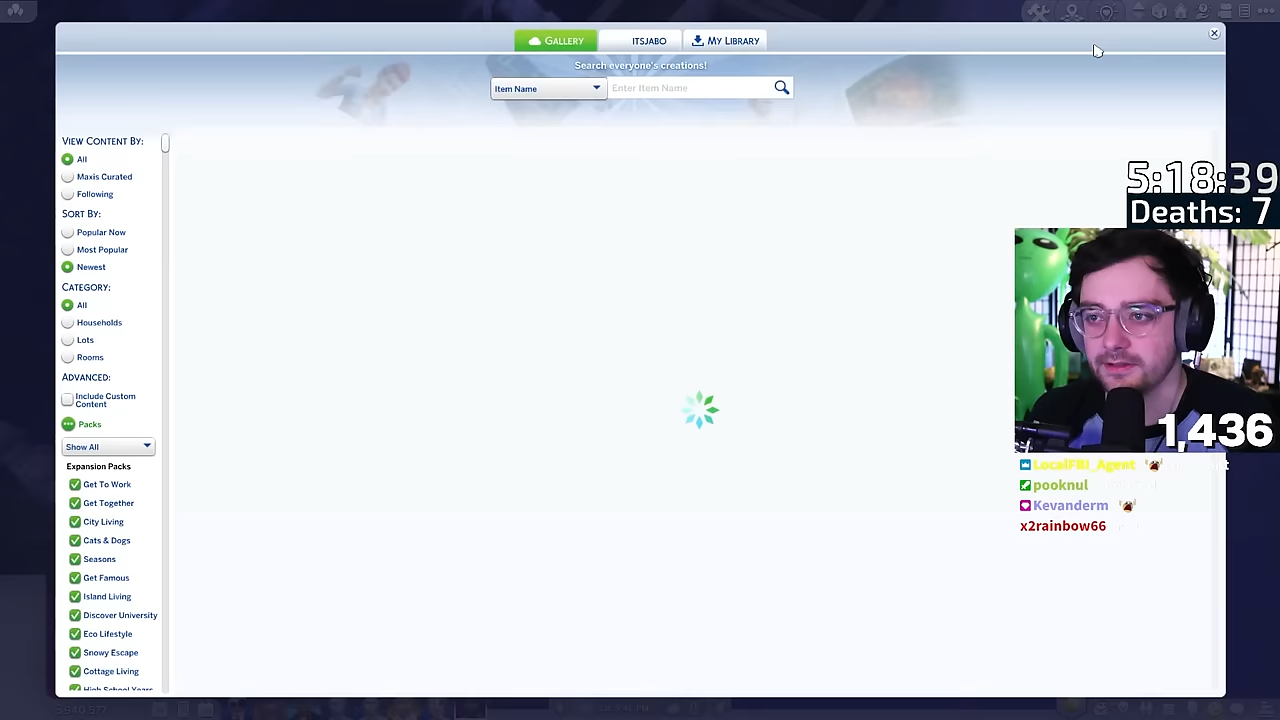 GALLERY
ITSJABO
MY LIBRARY
Search everyone's creations!
Item Name
Enter Item Name
VIEW CONTENT BY:
All
Maxis Curated
Following
SORT BY:
Popular Now
Most Popular
Newest
CATEGORY:
All
Households
Lots
Rooms
ADVANCED:
Include Custom
Content
Packs
Show All
Expansion Packs
Get To Work
Get Together
City Living
Cats & Dogs
Seasons
Get Famous
Island Living
Discover University
Eco Lifestyle
Snowy Escape
Cottage Living
High School Years
5:18:39
Deaths: 7
1,436
LocalFBI_Agent
pooknul
Kevanderm
x2rainbow66